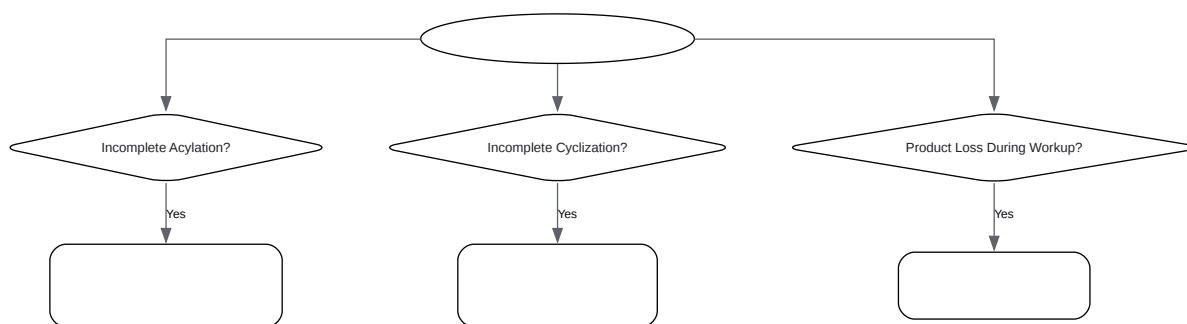 Incomplete Acylation?
Incomplete Cyclization?
Product Loss During Workup?
Yes
Yes
Yes